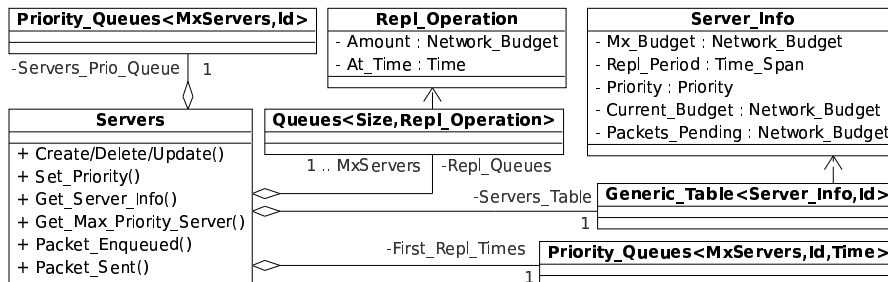 Priority_Queues<MxServers,Id>
-Servers_Prio_Queue 1
Repl_Operation
- Amount : Network_Budget
- At_Time : Time
Server_Info
- Mx_Budget : Network_Budget
- Repl_Period : Time_Span
- Priority : Priority
- Current_Budget : Network_Budget
- Packets_Pending : Network_Budget
Servers
+ Create/Delete/Update()
+ Set_Priority()
+ Get_Server_Info()
+ Get_Max_Priority_Server()
+ Packet_Enqueued()
+ Packet_Sent()
Queues<Size,Repl_Operation>
1 .. MxServers -Repl_Queues
-Servers_Table
1
Generic_Table<Server_Info,Id>
-First_Repl_Times
1
Priority_Queues<MxServers,Id,Time>